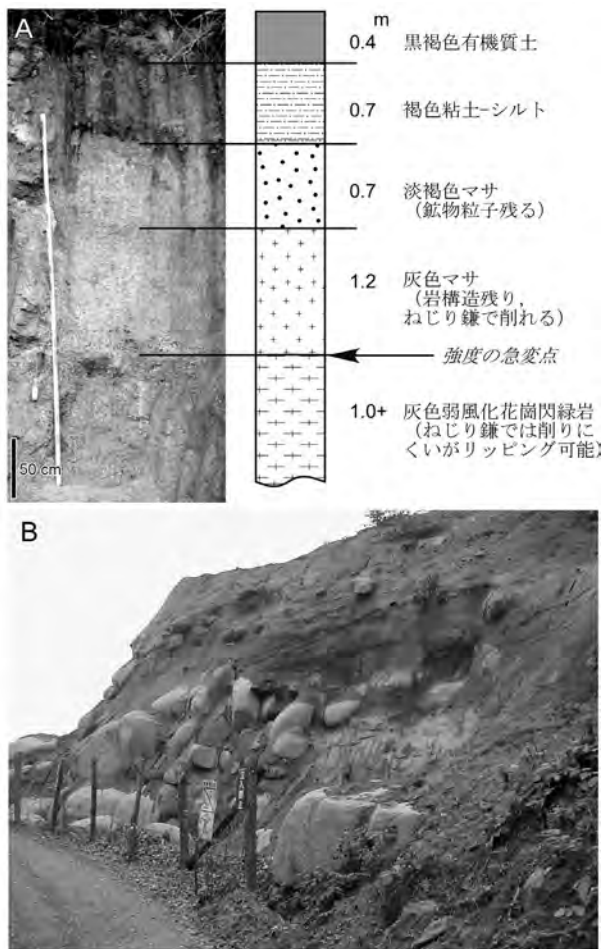 A
m
0.4 黒褐色有機質土
0.7 褐色粘土-シルト
0.7 淡褐色マサ
（鉱物粒子残る）
1.2 灰色マサ
（岩構造残り，
ねじり鎌で削れる）
強度の急変点
1.0+ 灰色弱風化花崗閃緑岩
（ねじり鎌では削りに
くいがリッピング可能）
50 cm
B